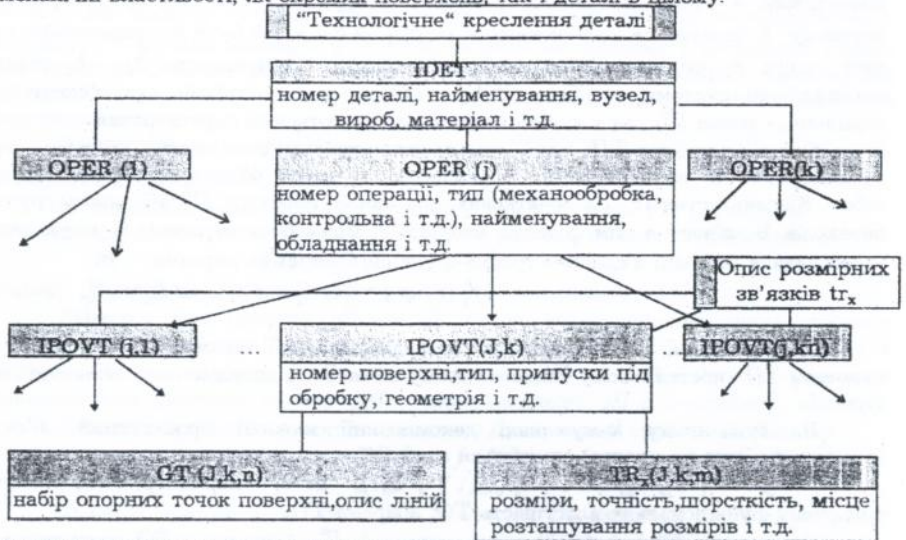 "Технологічне" креслення деталі
IDET
номер деталі, найменування, вузел,
вироб, матеріал і т.д.
OPER (1)
OPER (j)
OPER(k)
номер операції, тип (механообробка
контрольна і т.д.), найменування,
обладнання і т.д.
Опис розмірних
зв'язків trx
IPOVT (j,1)
....
IPOVT(J,k)
....
IPOVT(j,kn)
номер поверхні,тип, припуски під
обробку, геометрія і т.д.
GT (J,k,n)
набір опорних точок поверхні,опис ліній
(J,k,m)
розміри, точність,шорсткість, місце
розташування розмірів і т.д.